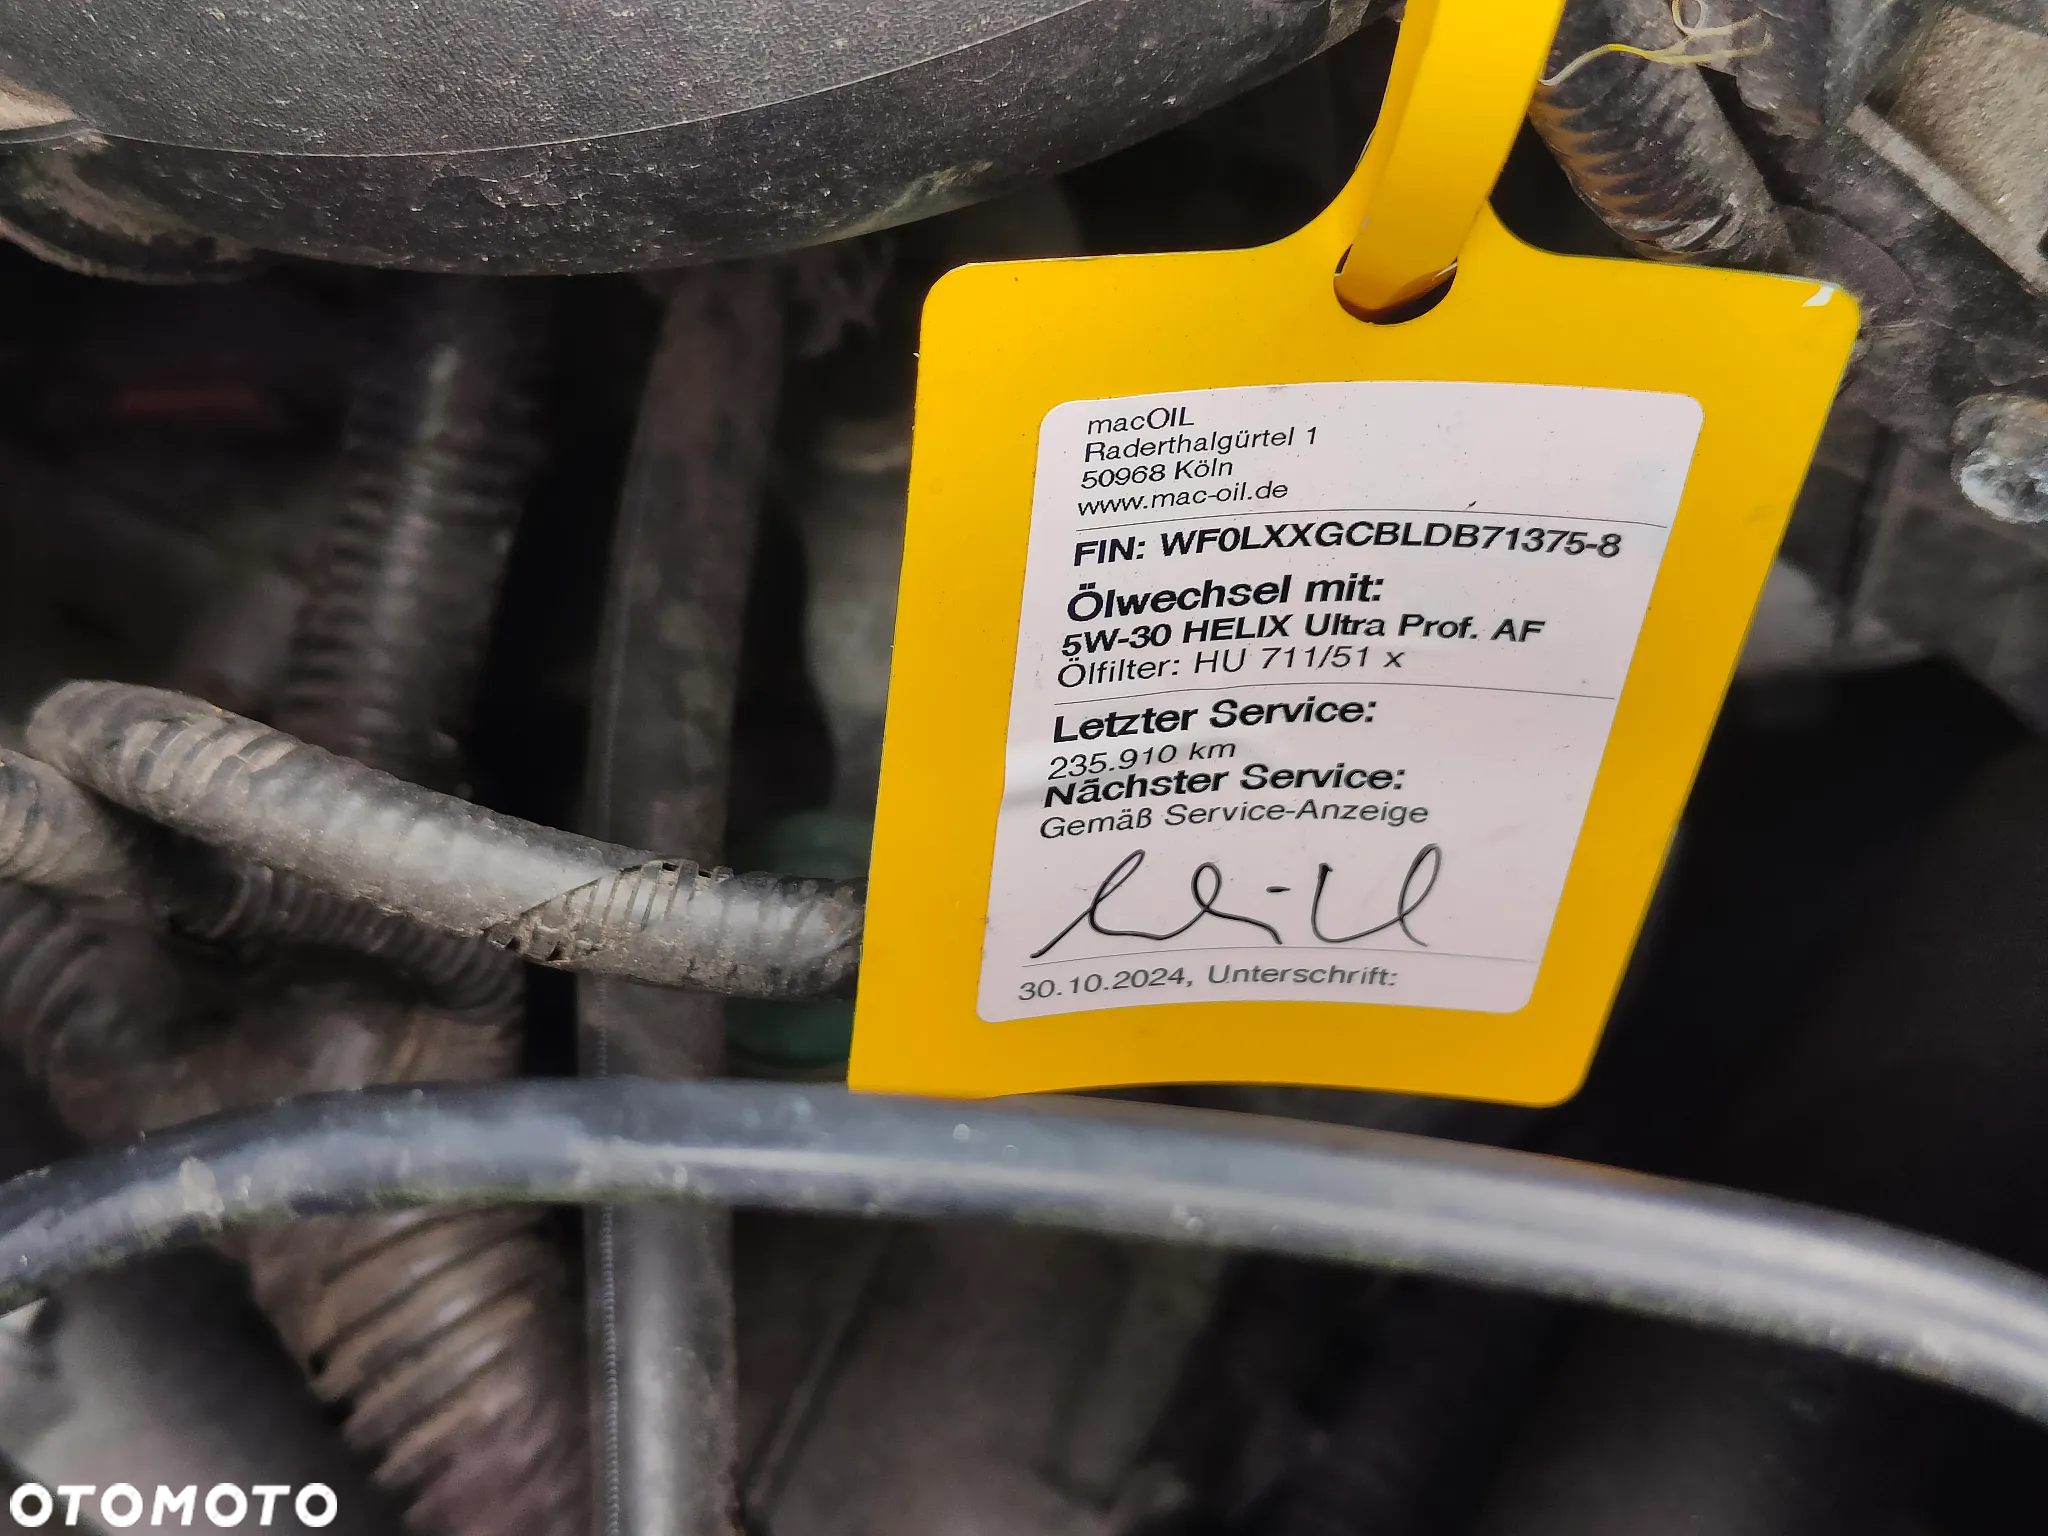 macOIL
Raderthalgürtel 1
50968 Köln
www.mac-oil.de
FIN: WF0LXXGCBLDB71375-8
Ölwechsel mit:
5W-30 HELIX Ultra Prof. AF
Ölfilter: HU 711/51 x
Letzter Service:
235.910 km
Nächster Service:
Gemäß Service-Anzeige
30.10.2024, Unterschrift:
OTOMOTO